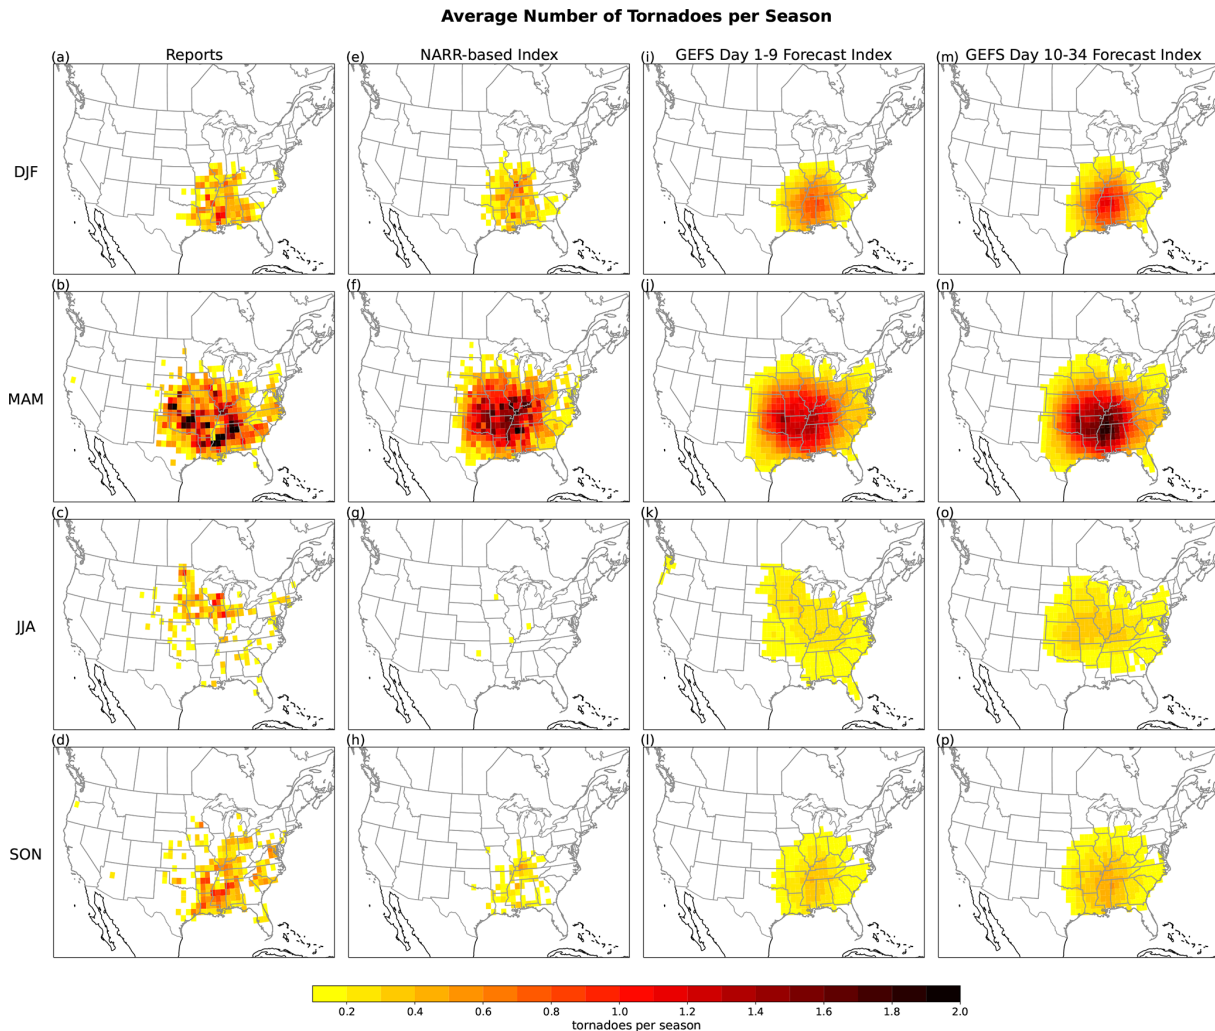 Average Number of Tornadoes per Season
(a) Reports
(e) NARR-based Index
(i) GEFS Day 1-9 Forecast Index
(m) GEFS Day 10-34 Forecast Index
DJF
(b)
(f)
(j)
(n)
MAM
(c)
(g)
(k)
(o)
JJA
(d)
(h)
(l)
(p)
SON
0.2 0.4 0.6 0.8 1.0 1.2 1.4 1.6 1.8 2.0
tornadoes per season